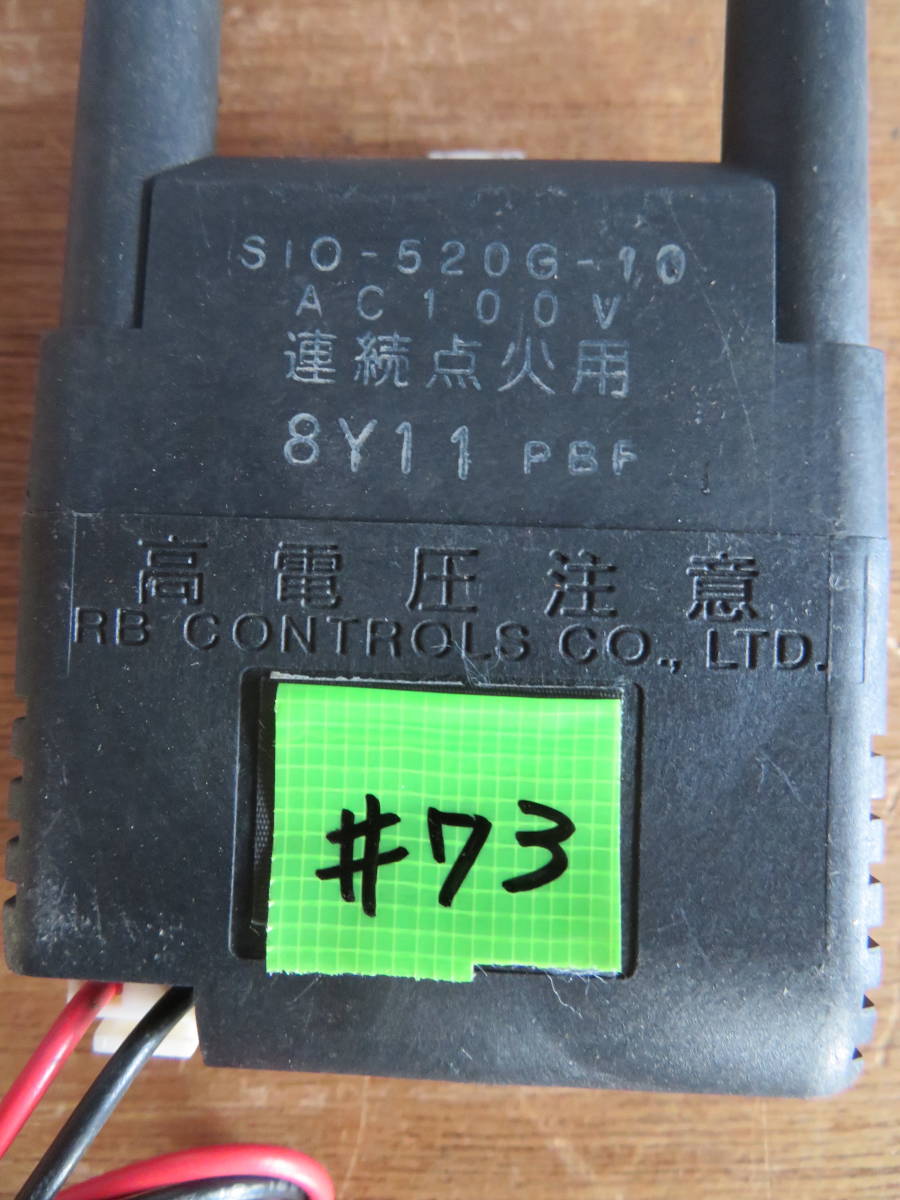 SIO-520G-10
AC100V
連続点火用
8Y11 PBF
高電圧注意
RB CONTROLS CO., LTD.
#73